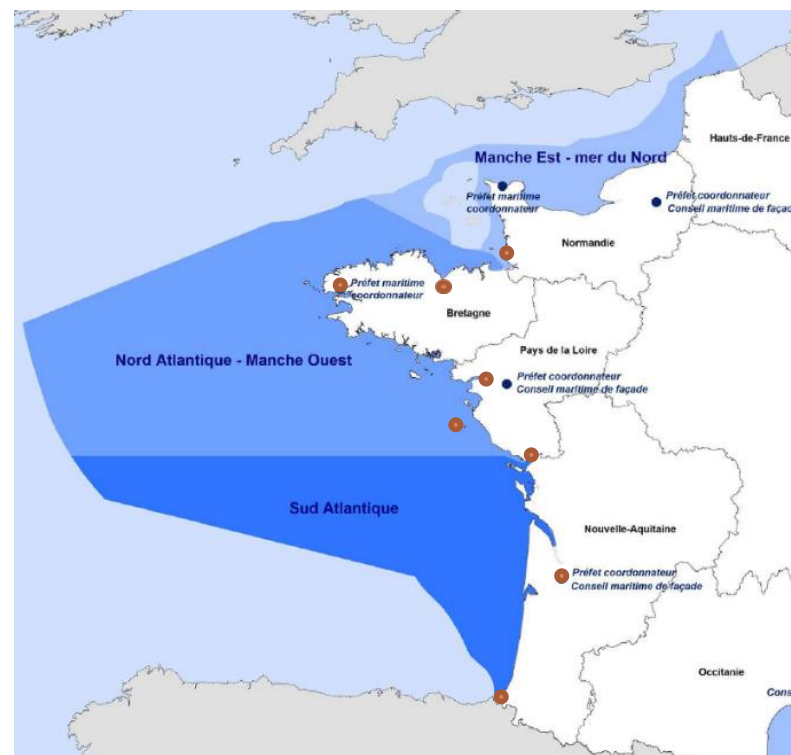 Hauts-de-France
Manche Est - mer du Nord
Préfet maritime
coordonnateur
Préfet coordonnateur
Conseil maritime de façade
Normandie
Préfet maritime
coordonnateur
Bretagne
Pays de la Loire
Nord Atlantique - Manche Ouest
Préfet coordonnateur
Conseil maritime de façade
Sud Atlantique
Nouvelle-Aquitaine
Préfet coordonnateur
Conseil maritime de façade
Occitanie
Cons